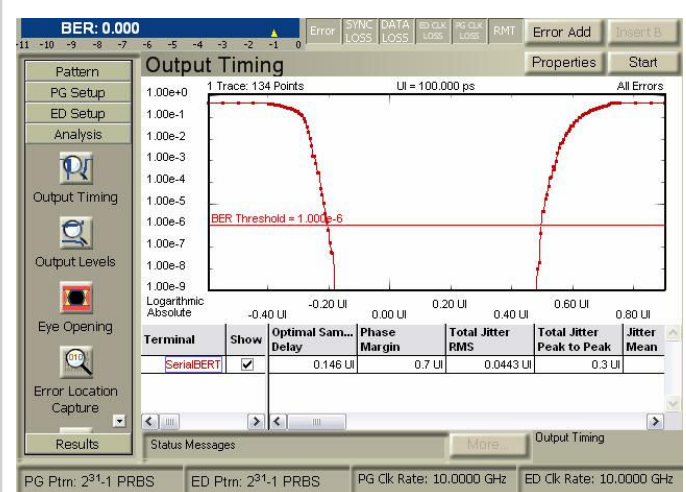 BER: 0.000
-11 -10 -9 -8 -7 -6 -5 -4 -3 -2 -1 0
Error
SYNC LOSS
DATA LOSS
ED CLK LOSS
PG CLK LOSS
RMT
Error Add
Insert B
Output Timing
Properties
Start
Pattern
PG Setup
ED Setup
Analysis
Output Timing
Output Levels
Eye Opening
Error Location
Capture
Results
1 Trace: 134 Points
UI = 100.000 ps
All Errors
1.00e+0
1.00e-1
1.00e-2
1.00e-3
1.00e-4
1.00e-5
1.00e-6
1.00e-7
1.00e-8
1.00e-9
BER Threshold = 1.000e-6
Logarithmic
Absolute
-0.40 UI
-0.20 UI
0.00 UI
0.20 UI
0.40 UI
0.60 UI
0.80 UI
Terminal
Show
Optimal Sam...
Delay
Phase
Margin
Total Jitter
RMS
Total Jitter
Peak to Peak
Jitter
Mean
SerialBERT
0.146 UI
0.7 UI
0.0443 UI
0.3 UI
Status Messages
More...
Output Timing
PG Ptrn: 2^31-1 PRBS
ED Ptrn: 2^31-1 PRBS
PG Clk Rate: 10.0000 GHz
ED Clk Rate: 10.0000 GHz